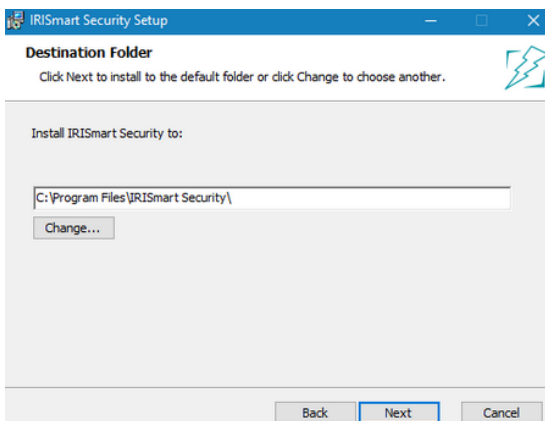 IRISmart Security Setup
Destination Folder
Click Next to install to the default folder or click Change to choose another.
Install IRISmart Security to:
C:\Program Files\IRISmart Security\
Change...
Back Next Cancel